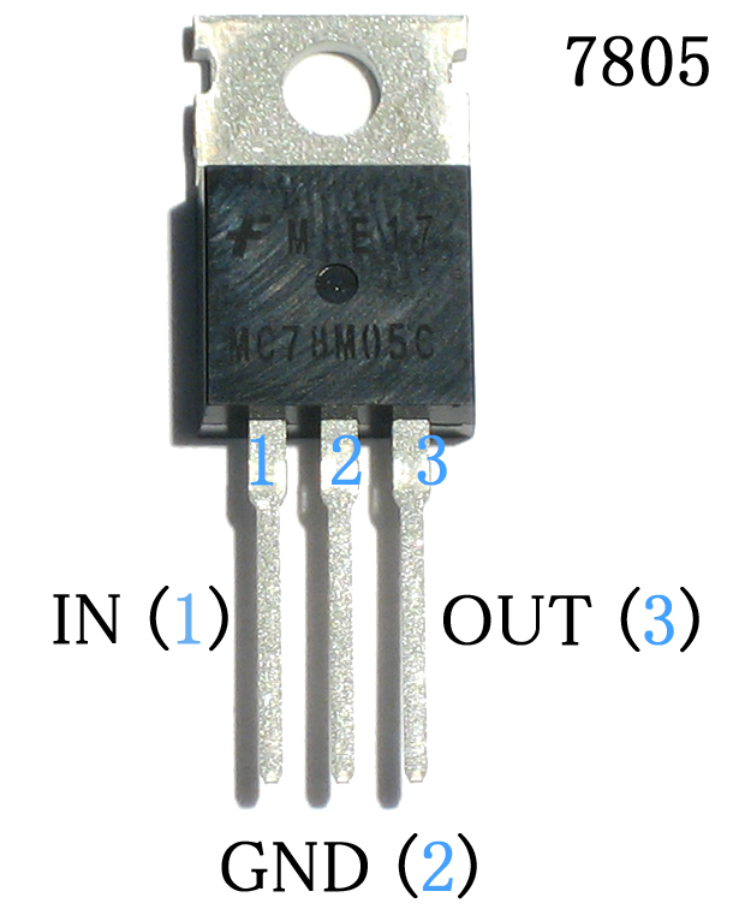 7805
M E17
MC78M05C
1 2 3
IN (1)
OUT (3)
GND (2)